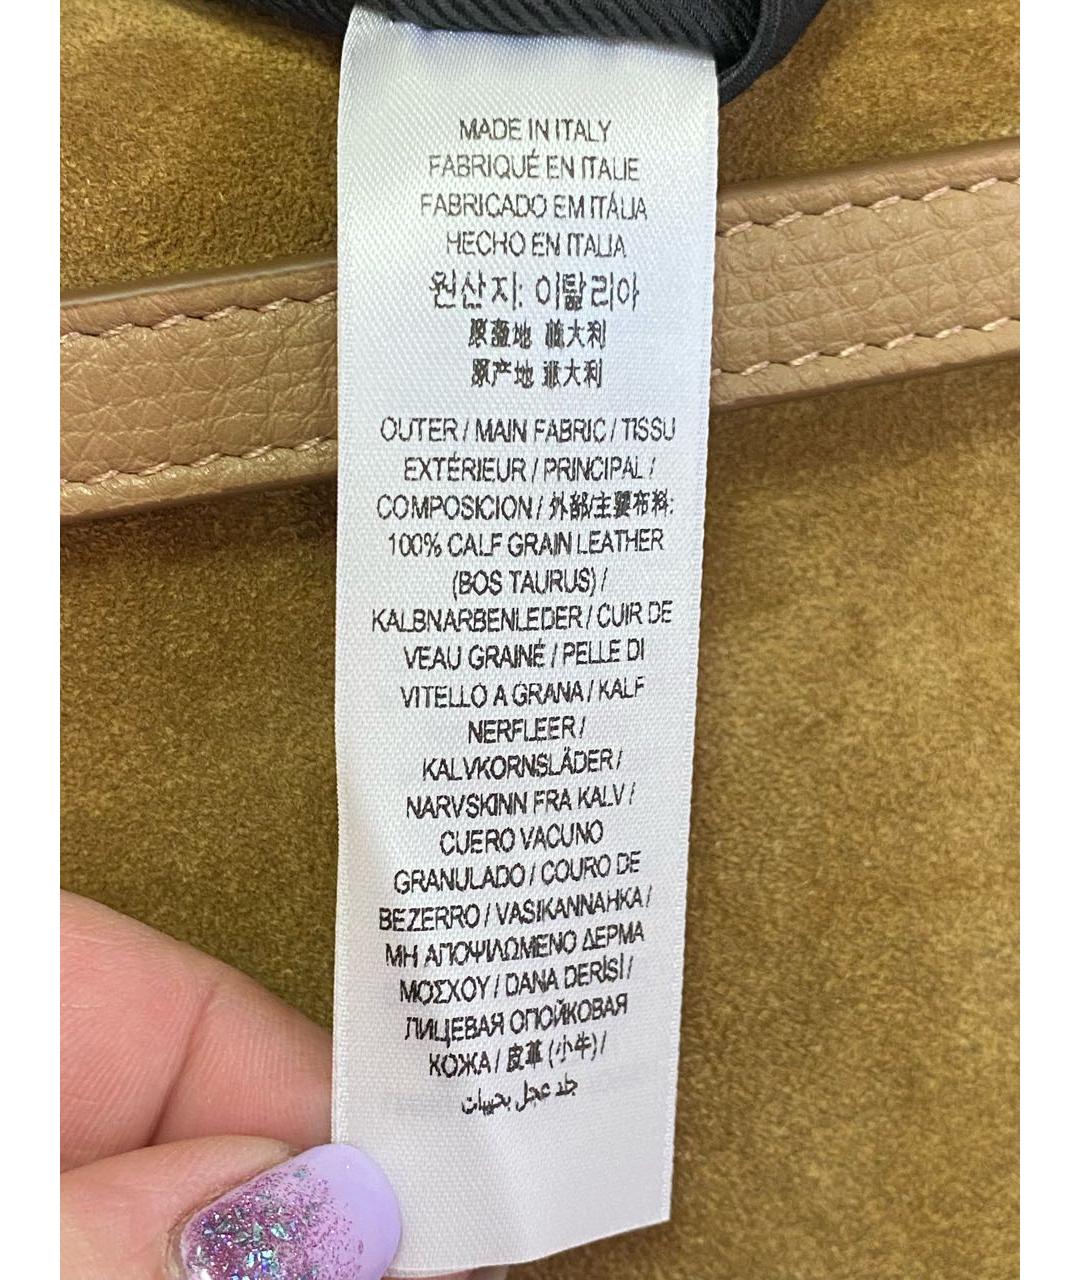 MADE IN ITALY
FABRIQUÉ EN ITALIE
FABRICADO EM ITÁLIA
HECHO EN ITALIA
원산지: 이탈리아
原產地 義大利
原产地 意大利
OUTER / MAIN FABRIC / TISSU
EXTÉRIEUR / PRINCIPAL /
COMPOSICION / 外部/主要布料:
100% CALF GRAIN LEATHER
(BOS TAURUS) /
KALBNARBENLEDER / CUIR DE
VEAU GRAINÉ / PELLE DI
VITELLO A GRANA / KALF
NERFLEER /
KALVKORNSLÄDER /
NARVSKINN FRA KALV /
CUERO VACUNO
GRANULADO / COURO DE
BEZERRO / VASIKANNAHKA /
ΜΗ ΑΠΟΨΙΛΩΜΕΝΟ ΔΕΡΜΑ
ΜΟΣΧΟΥ / DANA DERİSİ /
ЛИЦЕВАЯ ОПОЙКОВАЯ
КОЖА / 皮革 (小牛) /
جلد عجل بحبيبات